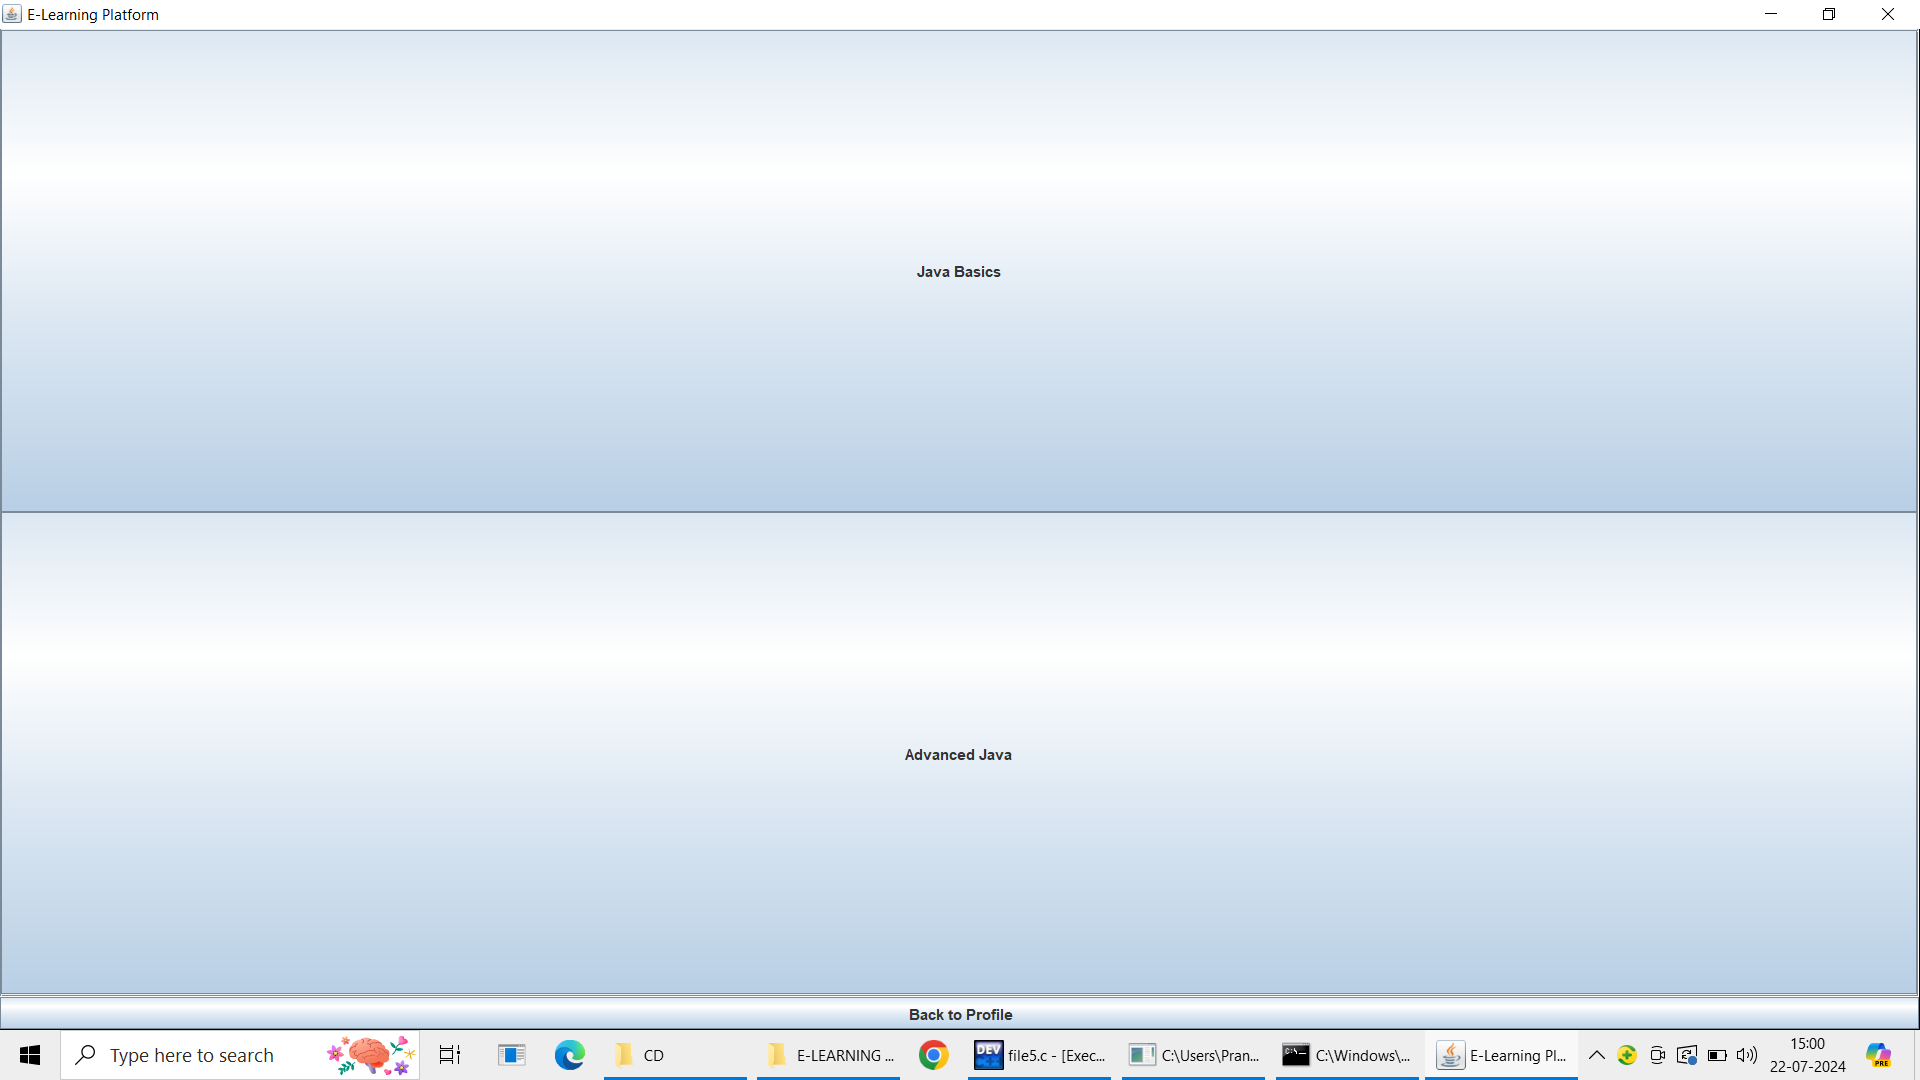 E-Learning Platform
Java Basics
Advanced Java
Back to Profile
Type here to search
CD
E-LEARNING ...
DEV
file5.c - [Exec...
C:\Users\Pran...
C:\Windows\...
E-Learning Pl...
15:00
22-07-2024
PRE